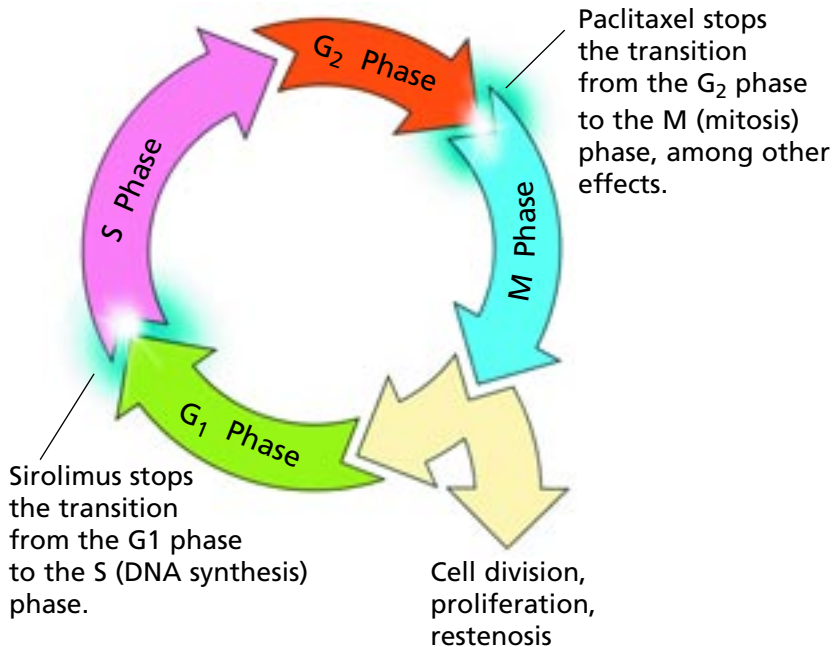 G₂ Phase
Paclitaxel stops
the transition
from the G₂ phase
to the M (mitosis)
phase, among other
effects.
S Phase
M Phase
G₁ Phase
Sirolimus stops
the transition
from the G1 phase
to the S (DNA synthesis)
phase.
Cell division,
proliferation,
restenosis